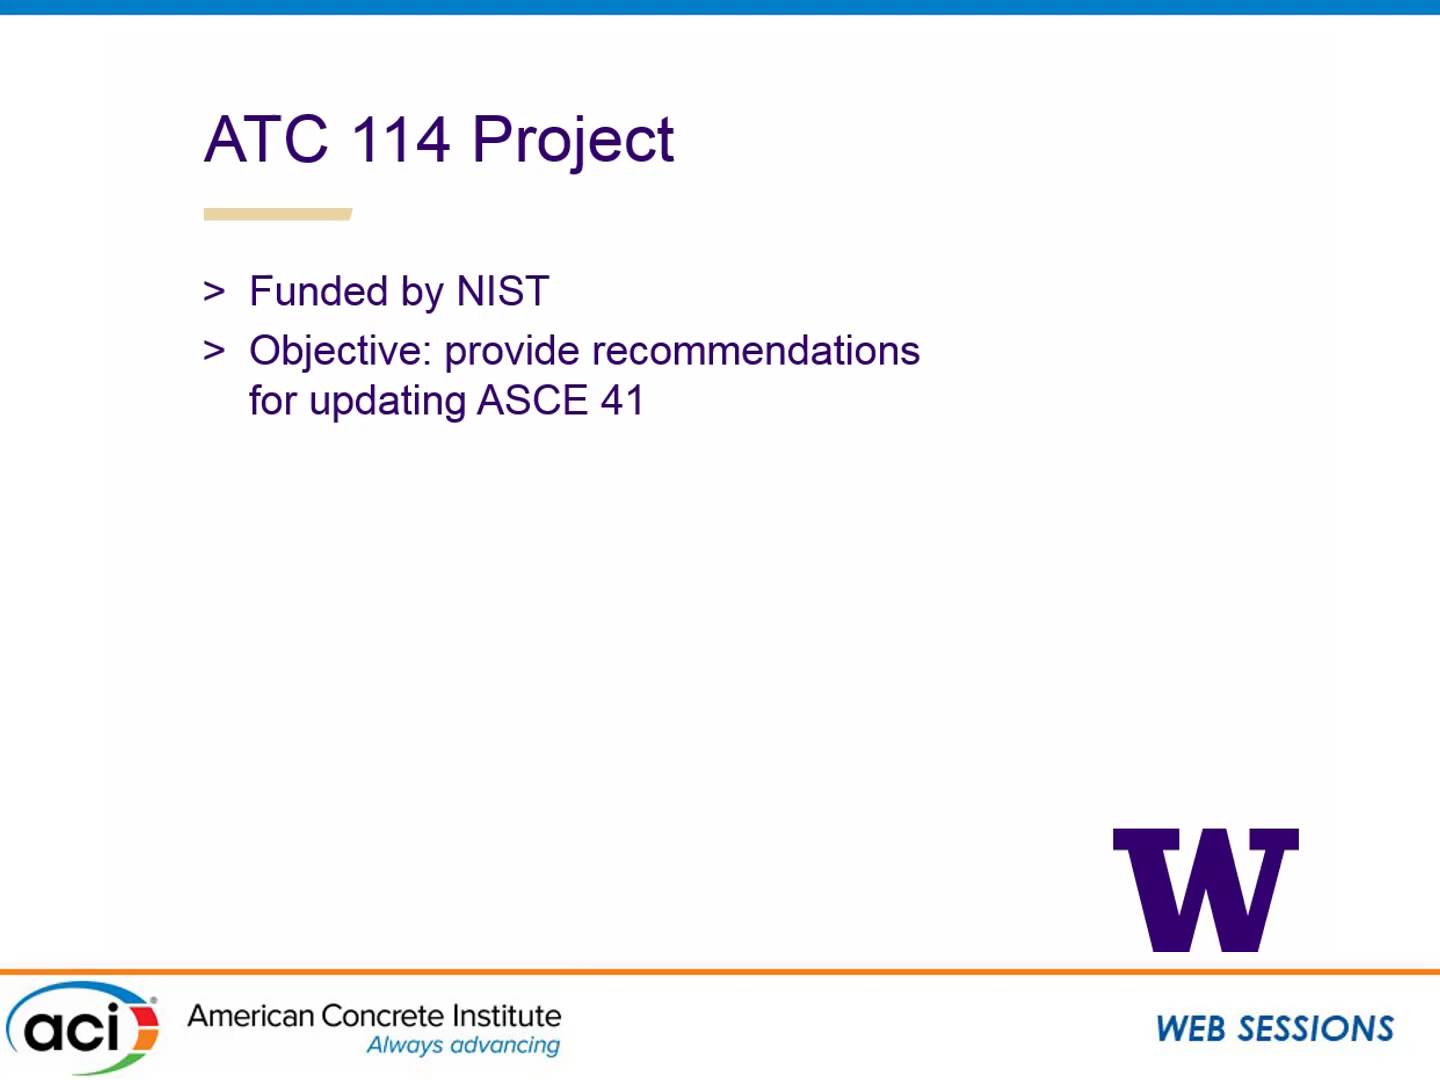 ATC 114 Project
> Funded by NIST
> Objective: provide recommendations
for updating ASCE 41
W
aci®
American Concrete Institute
Always advancing
WEB SESSIONS